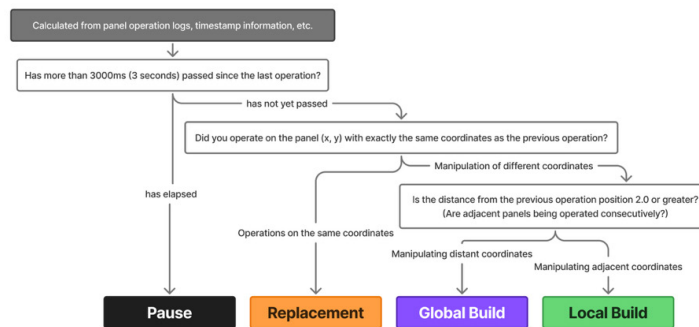 Calculated from panel operation logs, timestamp information, etc.
Has more than 3000ms (3 seconds) passed since the last operation?
has not yet passed
Did you operate on the panel (x, y) with exactly the same coordinates as the previous operation?
Manipulation of different coordinates
has elapsed
Is the distance from the previous operation position 2.0 or greater?
(Are adjacent panels being operated consecutively?)
Operations on the same coordinates
Manipulating distant coordinates
Manipulating adjacent coordinates
Pause
Replacement
Global Build
Local Build